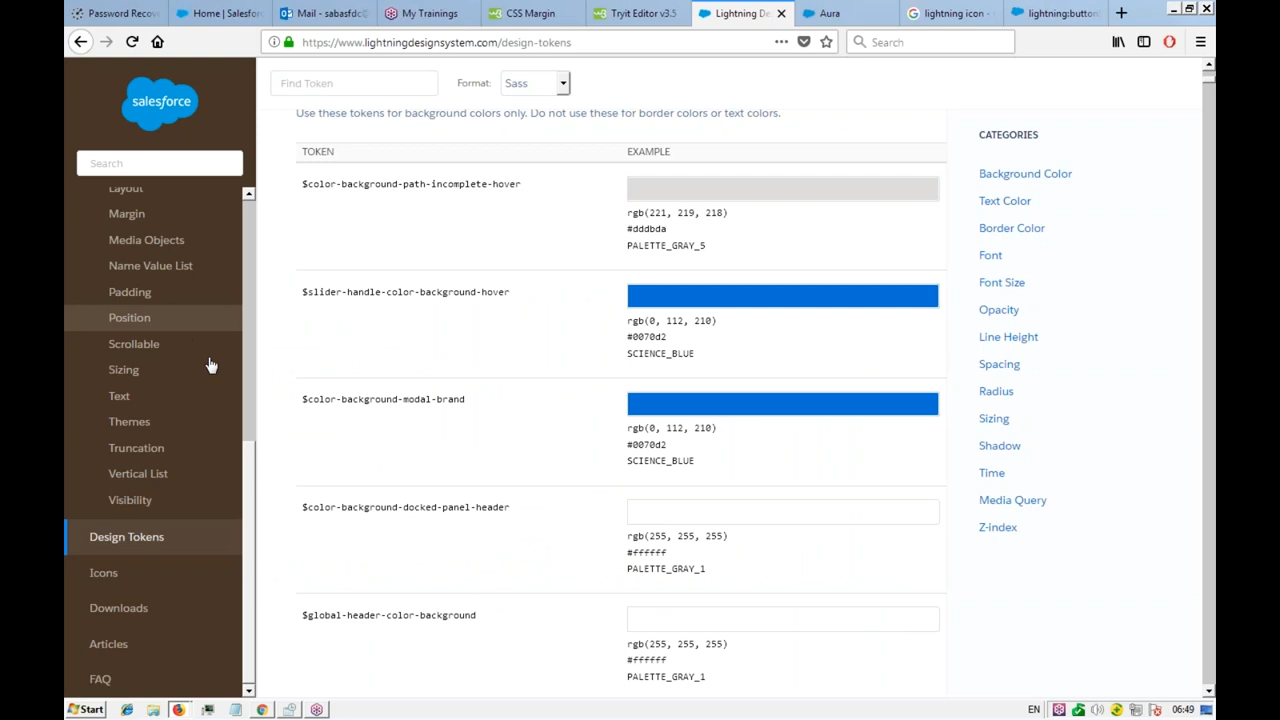 Password Recove
Home | Salesforc
Mail - sabasfdc@
My Trainings
CSS Margin
Tryit Editor v3.5
Lightning De
Aura
lightning icon -
lightning:button
https://www.lightningdesignsystem.com/design-tokens
Search
salesforce
Search
Layout
Margin
Media Objects
Name Value List
Padding
Position
Scrollable
Sizing
Text
Themes
Truncation
Vertical List
Visibility
Design Tokens
Icons
Downloads
Articles
FAQ
Find Token
Format:
Sass
Use these tokens for background colors only. Do not use these for border colors or text colors.
TOKEN
EXAMPLE
$color-background-path-incomplete-hover
rgb(221, 219, 218)
#dddbda
PALETTE_GRAY_5
$slider-handle-color-background-hover
rgb(0, 112, 210)
#0070d2
SCIENCE_BLUE
$color-background-modal-brand
rgb(0, 112, 210)
#0070d2
SCIENCE_BLUE
$color-background-docked-panel-header
rgb(255, 255, 255)
#ffffff
PALETTE_GRAY_1
$global-header-color-background
rgb(255, 255, 255)
#ffffff
PALETTE_GRAY_1
CATEGORIES
Background Color
Text Color
Border Color
Font
Font Size
Opacity
Line Height
Spacing
Radius
Sizing
Shadow
Time
Media Query
Z-index
Start
EN
06:49